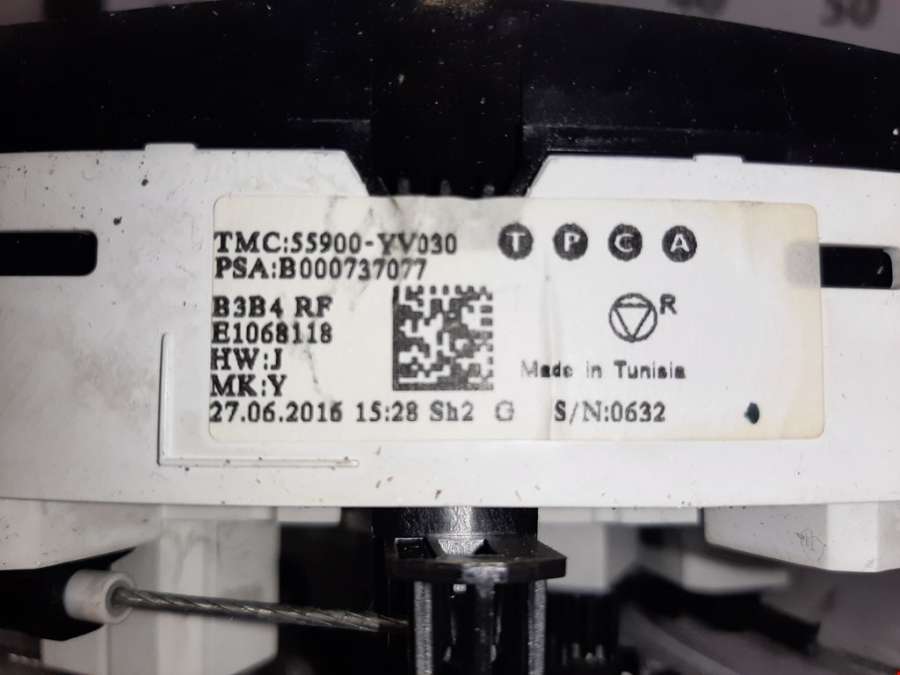 50
TMC:55900-YV030 T P C A
PSA:B000737077
B3B4 RF
E1068118
HW:J
MK:Y
R
Made in Tunisia
27.06.2016 15:28 Sh2 G S/N:0632